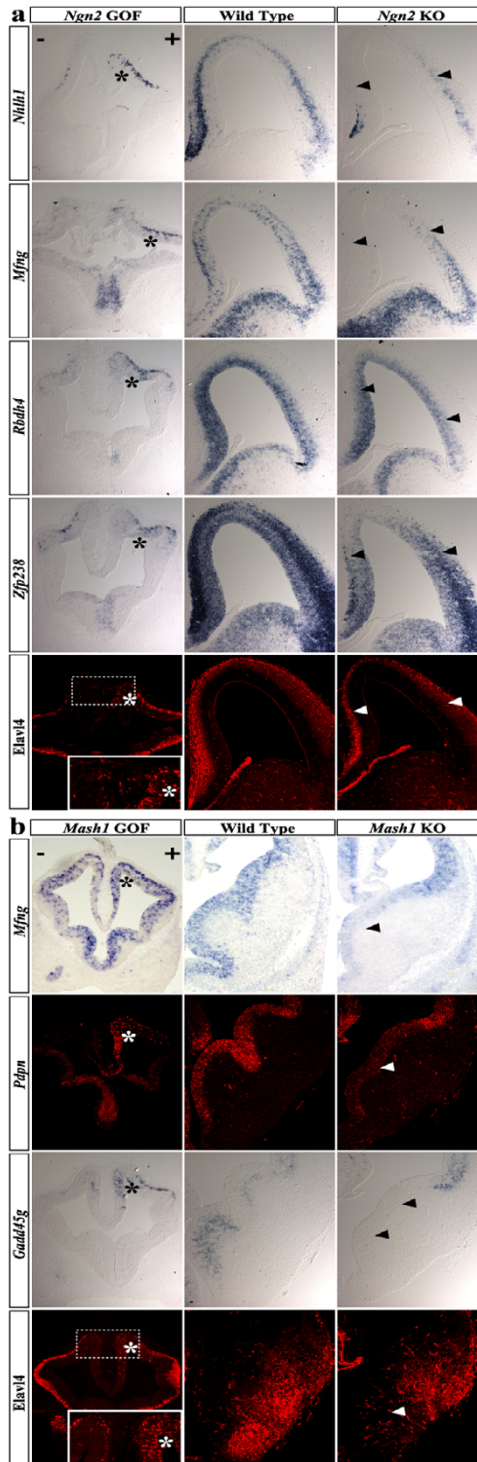 a
Ngn2 GOF Wild Type Ngn2 KO
- +
Nhlh1
Mfng
Rbdh4
Zfp238
Elavl4
b
Mash1 GOF Wild Type Mash1 KO
- +
Mfng
Pdpn
Gadd45g
Elavl4